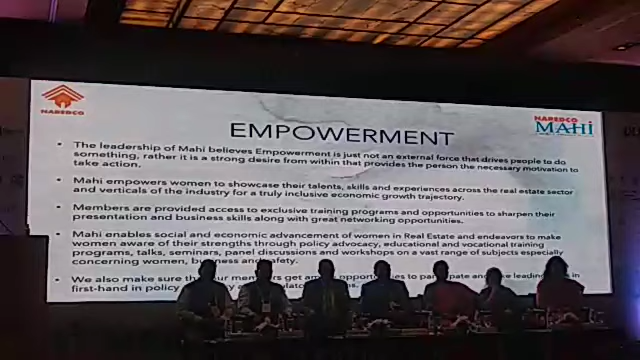 NAREDCO
NAREDCO
MAHI
EMPOWERMENT
• The leadership of Mahi believes Empowerment is just not an external force that drives people to do
something, rather it is a strong desire from within that provides the person the necessary motivation to
take action.
• Mahi empowers women to showcase their talents, skills and experiences across the real estate sector
and verticals of the industry for a truly inclusive economic growth trajectory.
• Members are provided access to exclusive training programs and opportunities to sharpen their
presentation and business skills along with great networking opportunities.
• Mahi enables social and economic advancement of women in Real Estate and endeavors to make
women aware of their strengths through policy advocacy, educational and vocational training
programs, talks, seminars, panel discussions and workshops on a vast range of subjects especially
concerning women, business and safety.
• We also make sure that our members get in
first-hand in policy